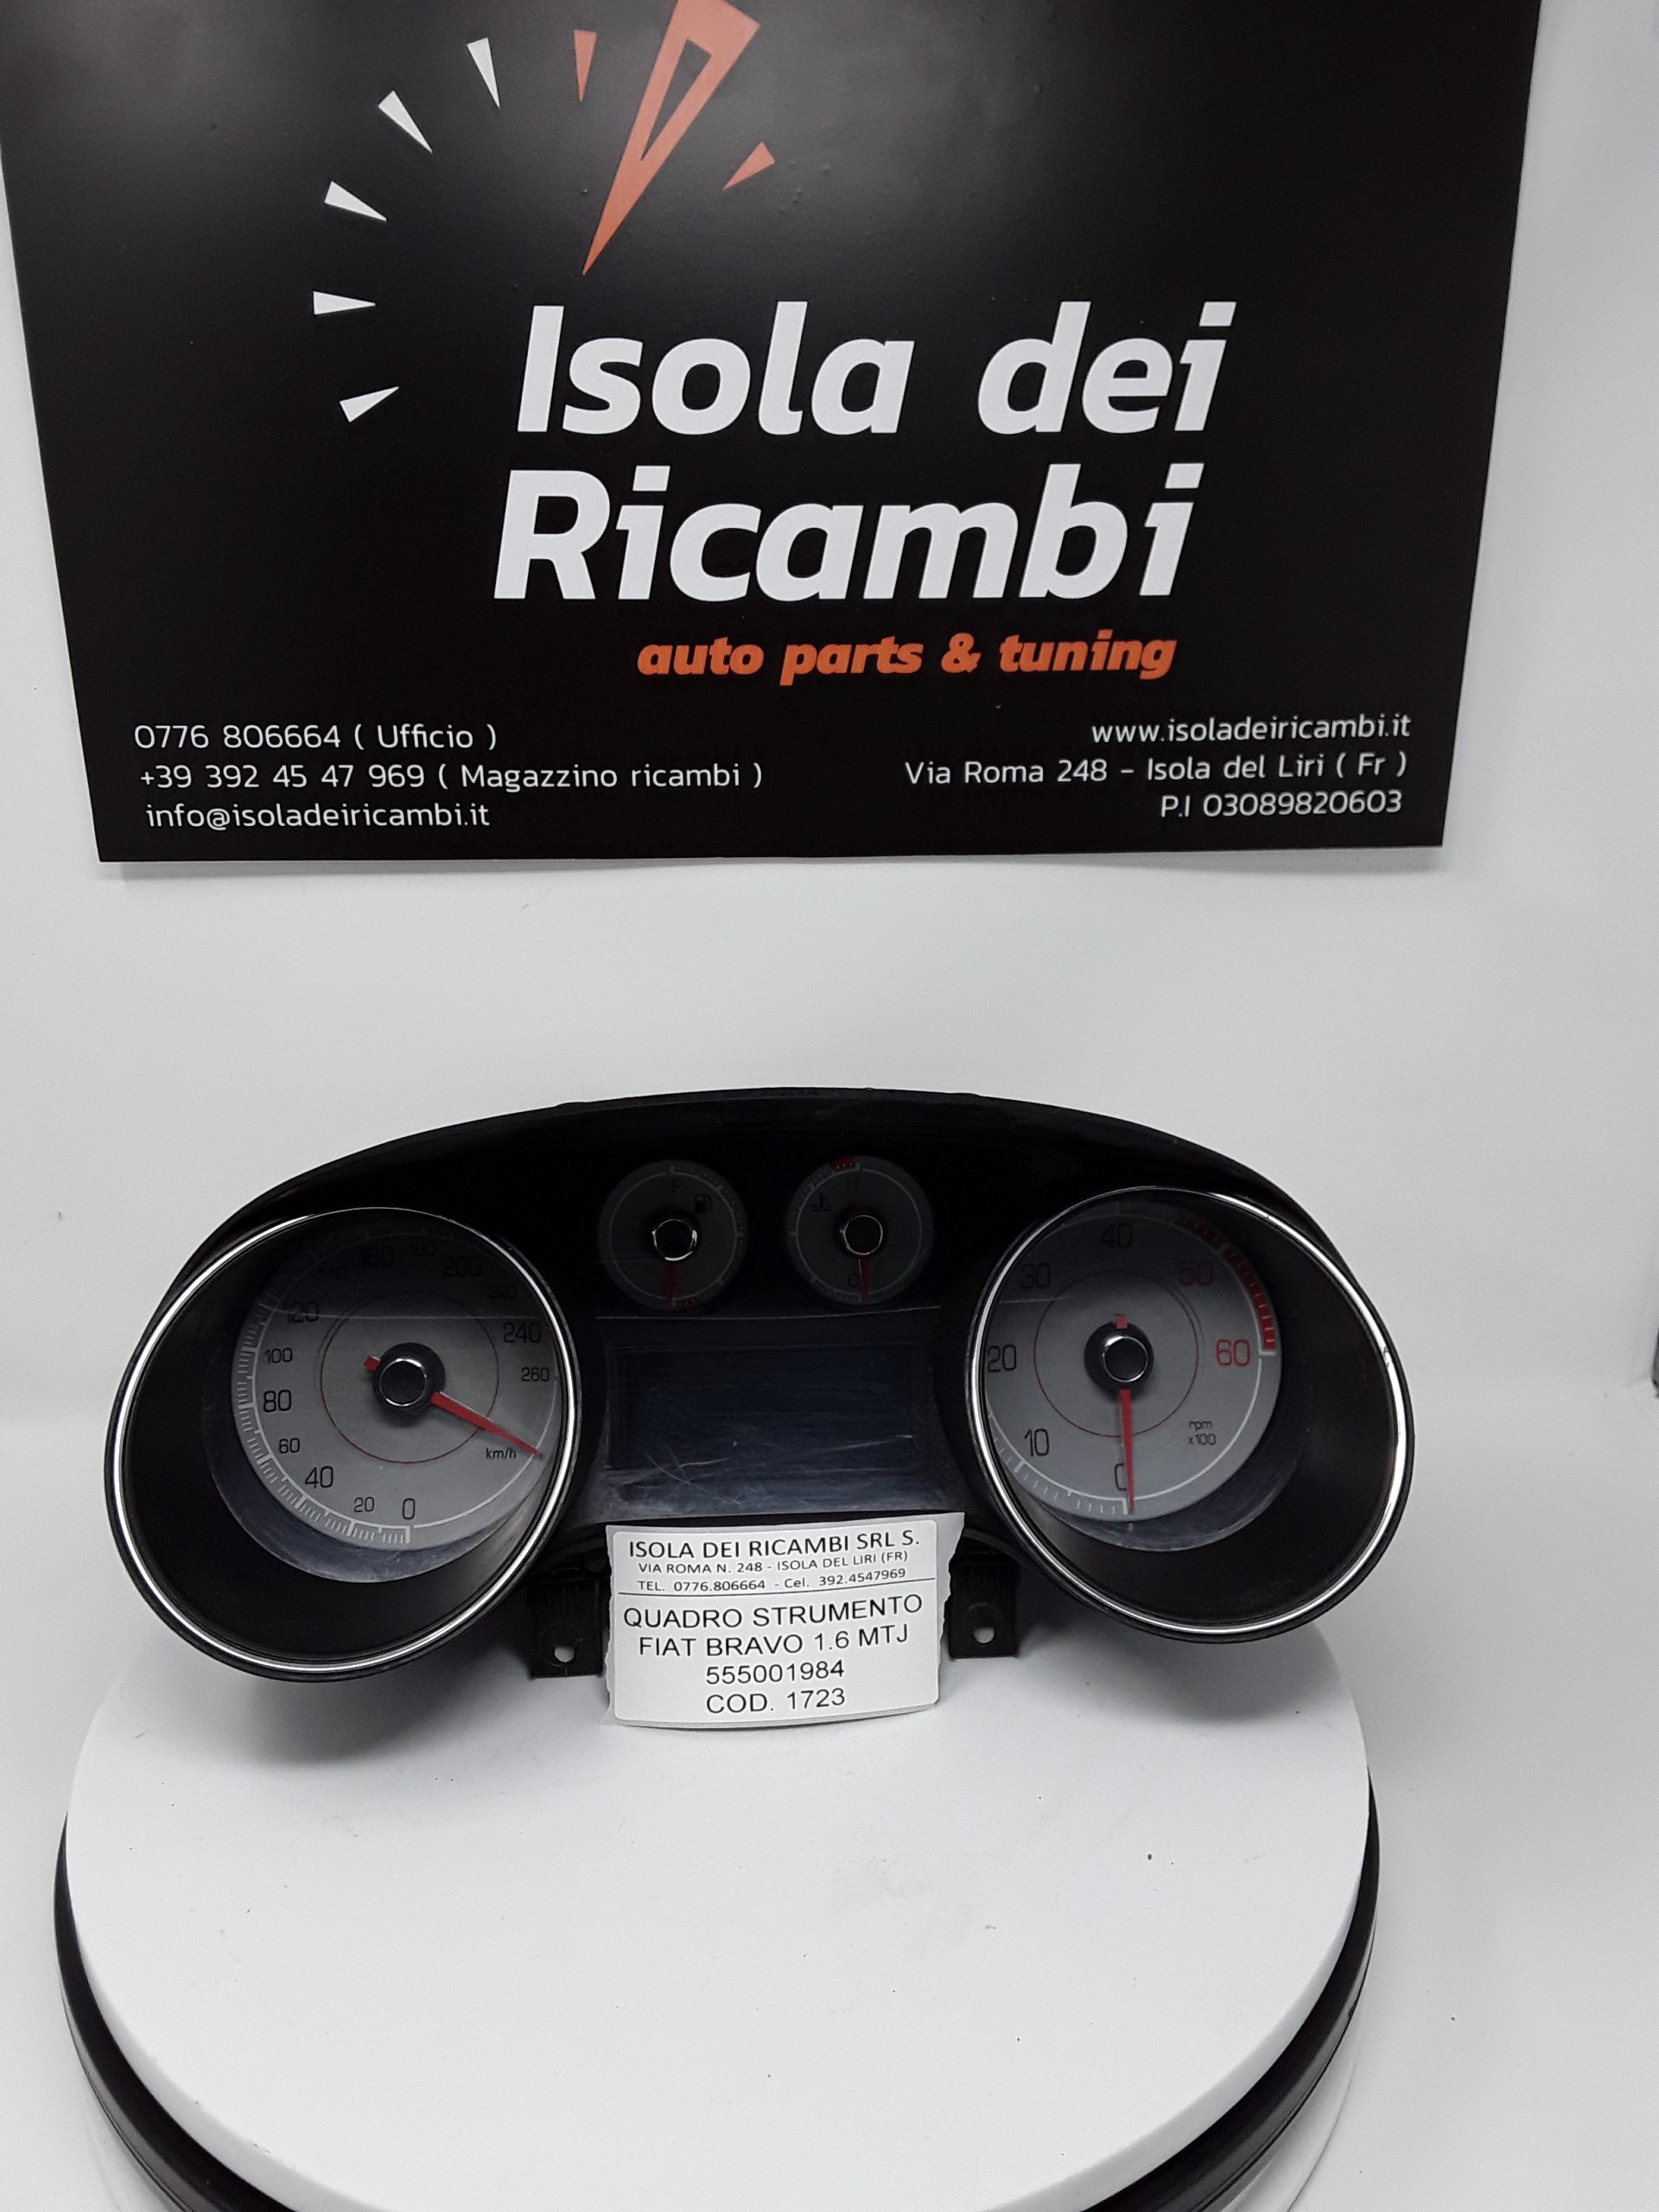 Isola dei
Ricambi
auto parts & tuning
0776 806664 ( Ufficio )
+39 392 45 47 969 ( Magazzino ricambi )
info@isoladeiricambi.it
www.isoladeiricambi.it
Via Roma 248 - Isola del Liri ( Fr )
P.I 03089820603
0
20
40
60
80
100
120
160
200
220
240
260
km/h
F
H
C
0
10
20
30
40
50
60
rpm
x100
ISOLA DEI RICAMBI SRL S.
VIA ROMA N. 248 - ISOLA DEL LIRI (FR)
TEL. 0776.806664 - Cel. 392.4547969
QUADRO STRUMENTO
FIAT BRAVO 1.6 MTJ
555001984
COD. 1723